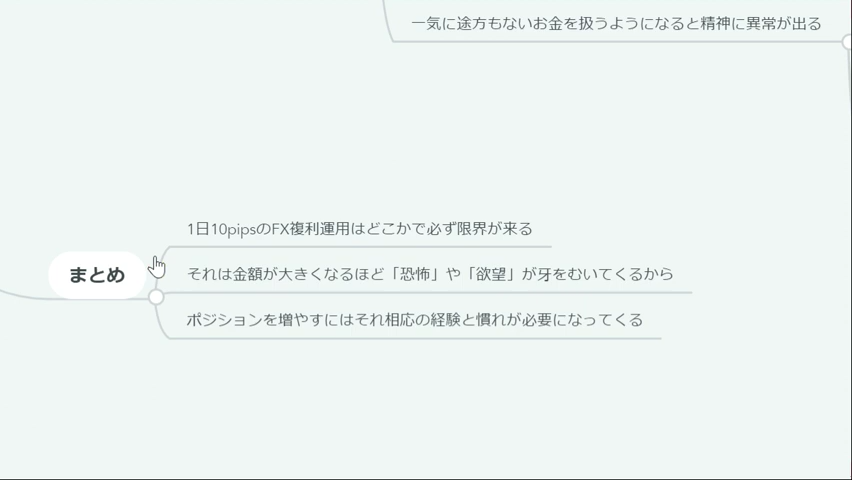 一気に途方もないお金を扱うようになると精神に異常が出る
1日10pipsのFX複利運用はどこかで必ず限界が来る
まとめ
それは金額が大きくなるほど「恐怖」や「欲望」が牙をむいてくるから
ポジションを増やすにはそれ相応の経験と慣れが必要になってくる